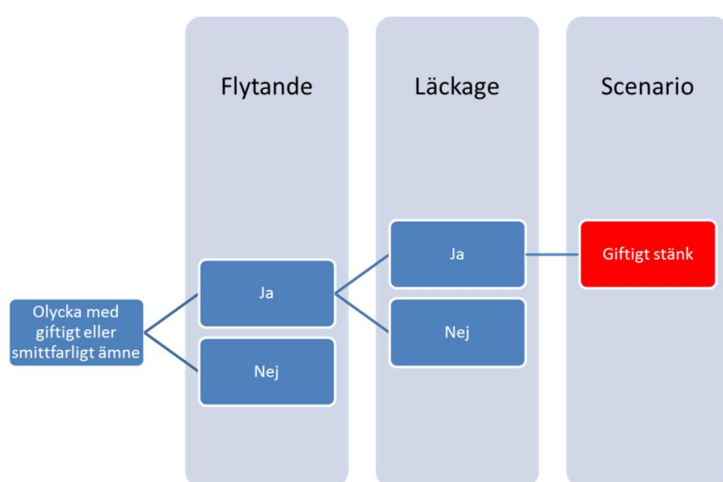 Flytande
Läckage
Scenario
Ja
Giftigt stänk
Ja
Nej
Olycka med
giftigt eller
smittfarligt ämne
Nej